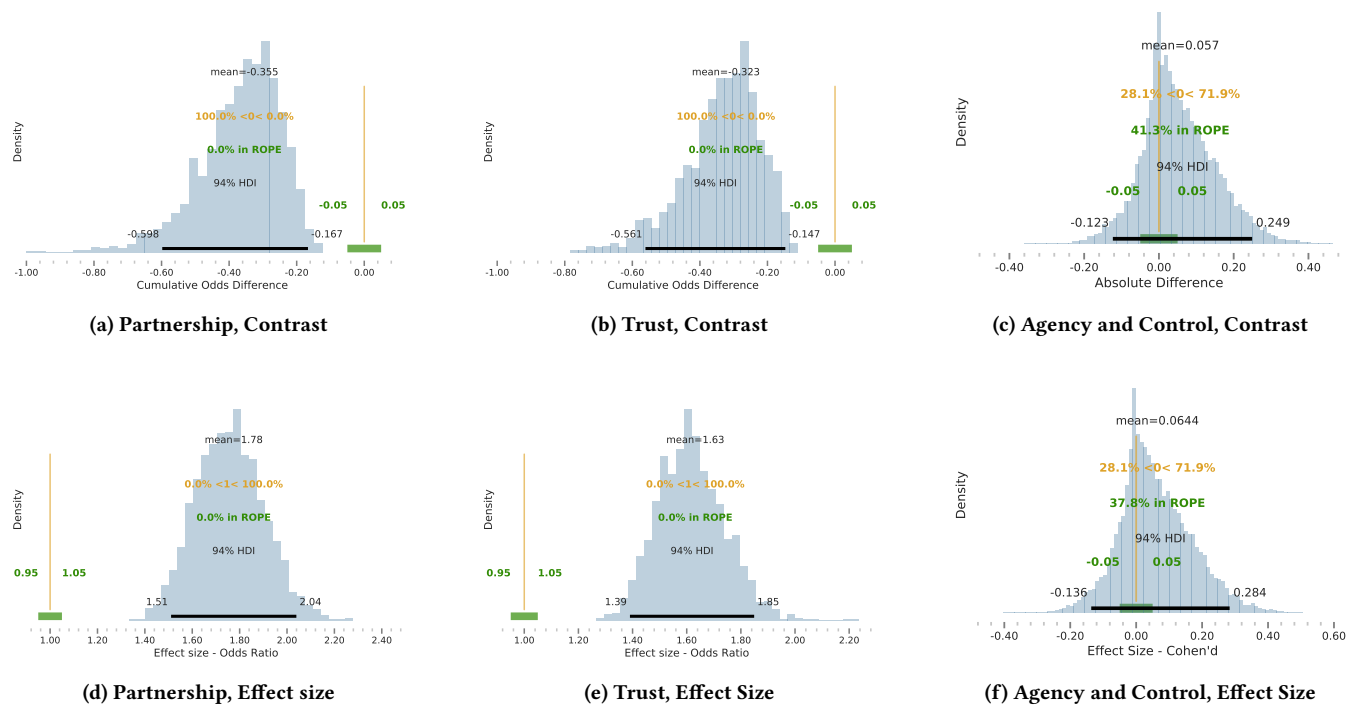 mean=-0.355
100.0% <0< 0.0%
0.0% in ROPE
94% HDI
-0.05 0.05
-0.598 -0.167
Density
-1.00 -0.80 -0.60 -0.40 -0.20 0.00
Cumulative Odds Difference
(a) Partnership, Contrast
mean=-0.323
100.0% <0< 0.0%
0.0% in ROPE
94% HDI
-0.05 0.05
-0.561 -0.147
Density
-1.00 -0.80 -0.60 -0.40 -0.20 0.00
Cumulative Odds Difference
(b) Trust, Contrast
mean=0.057
28.1% <0< 71.9%
41.3% in ROPE
94% HDI
-0.05 0.05
-0.123 0.249
Density
-0.40 -0.20 0.00 0.20 0.40
Absolute Difference
(c) Agency and Control, Contrast
mean=1.78
0.0% <1< 100.0%
0.0% in ROPE
94% HDI
0.95 1.05
1.51 2.04
Density
1.00 1.20 1.40 1.60 1.80 2.00 2.20 2.40
Effect size - Odds Ratio
(d) Partnership, Effect size
mean=1.63
0.0% <1< 100.0%
0.0% in ROPE
94% HDI
0.95 1.05
1.39 1.85
Density
1.00 1.20 1.40 1.60 1.80 2.00 2.20
Effect size - Odds Ratio
(e) Trust, Effect Size
mean=0.0644
28.1% <0< 71.9%
37.8% in ROPE
94% HDI
-0.05 0.05
-0.136 0.284
Density
-0.40 -0.20 0.00 0.20 0.40 0.60
Effect Size - Cohen'd
(f) Agency and Control, Effect Size